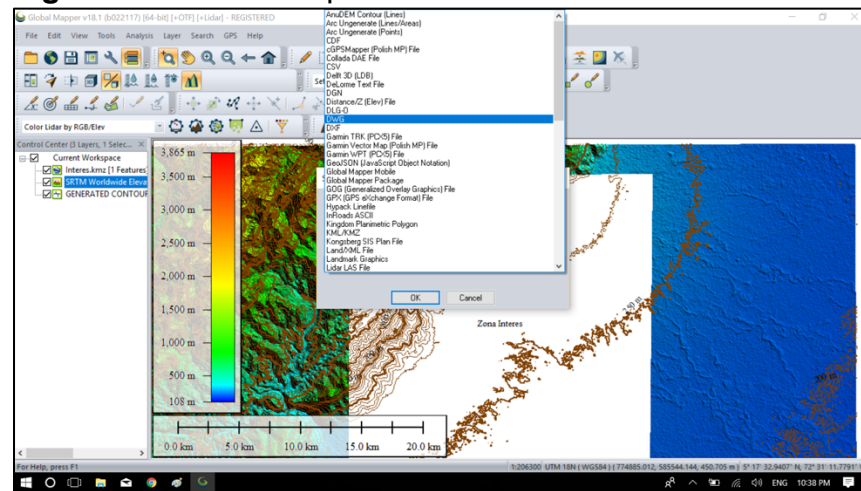 Global Mapper v18.1 (b022117) [64-bit] [+OTF] [+Lidar] - REGISTERED
File Edit View Tools Analysis Layer Search GPS Help
Color Lidar by RGB/Elev
Control Center (3 Layers, 1 Selec...
Current Workspace
Interes.kmz [1 Features]
SRTM Worldwide Eleva
GENERATED CONTOUR
3,865 m
3,500 m
3,000 m
2,500 m
2,000 m
1,500 m
1,000 m
500 m
108 m
0.0 km 5.0 km 10.0 km 15.0 km 20.0 km
AnuDEM Contour (Lines)
Arc Ungenerate (Lines/Areas)
Arc Ungenerate (Points)
CDF
cGPSMapper (Polish MP) File
Collada DAE File
CSV
Delft 3D (LDB)
DeLorme Text File
DGN
Distance/Z (Elev) File
DLG-O
DWG
DXF
Garmin TRK (PCX5) File
Garmin Vector Map (Polish MP) File
Garmin WPT (PCX5) File
GeoJSON (JavaScript Object Notation)
Global Mapper Mobile
Global Mapper Package
GOG (Generalized Overlay Graphics) File
GPX (GPS eXchange Format) File
Hypack Linefile
InRoads ASCII
Kingdom Planimetric Polygon
KML/KMZ
Kongsberg SIS Plan File
LandXML File
Landmark Graphics
Lidar LAS File
OK Cancel
Zona Interes
For Help, press F1
1:206300 UTM 18N ( WGS84 ) ( 774885.012, 585544.144, 450.705 m ) 5° 17' 32.9407" N, 72° 31' 11.7791"
ENG 10:38 PM